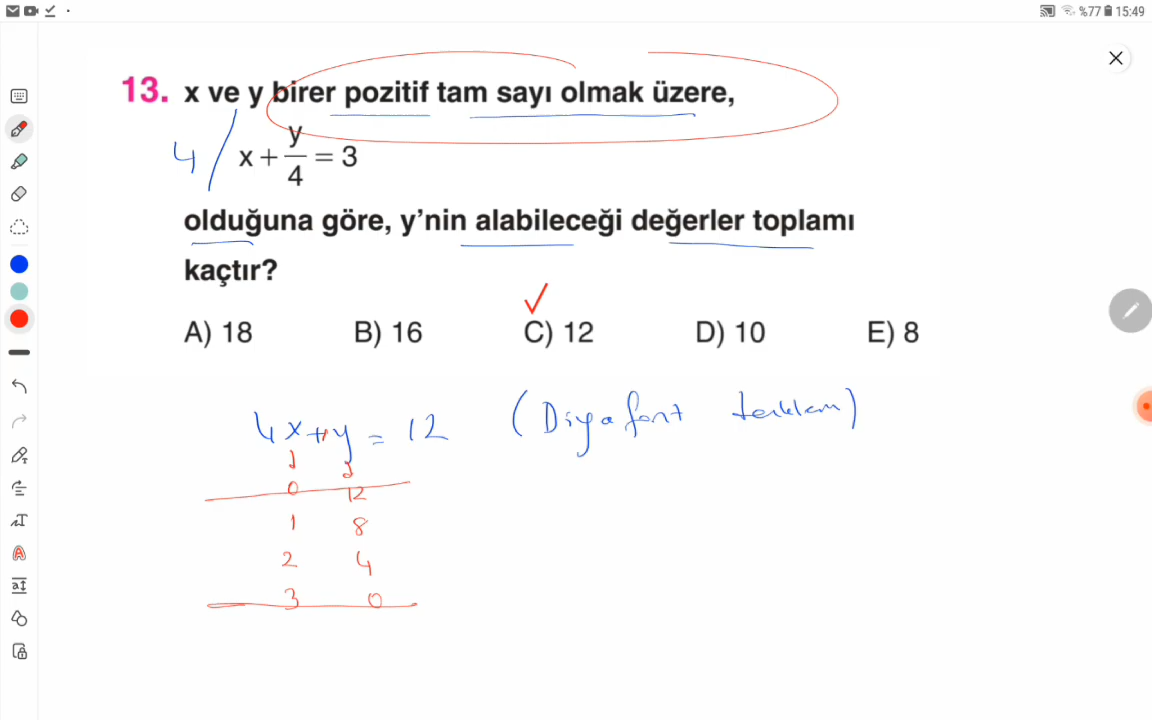 %77 15:49
13. x ve y birer pozitif tam sayı olmak üzere,
4 / x + y/4 = 3
olduğuna göre, y'nin alabileceği değerler toplamı
kaçtır?
A) 18 B) 16 C) 12 D) 10 E) 8
4x + y = 12 (Diyafont denklem)
0 12
1 8
2 4
3 0